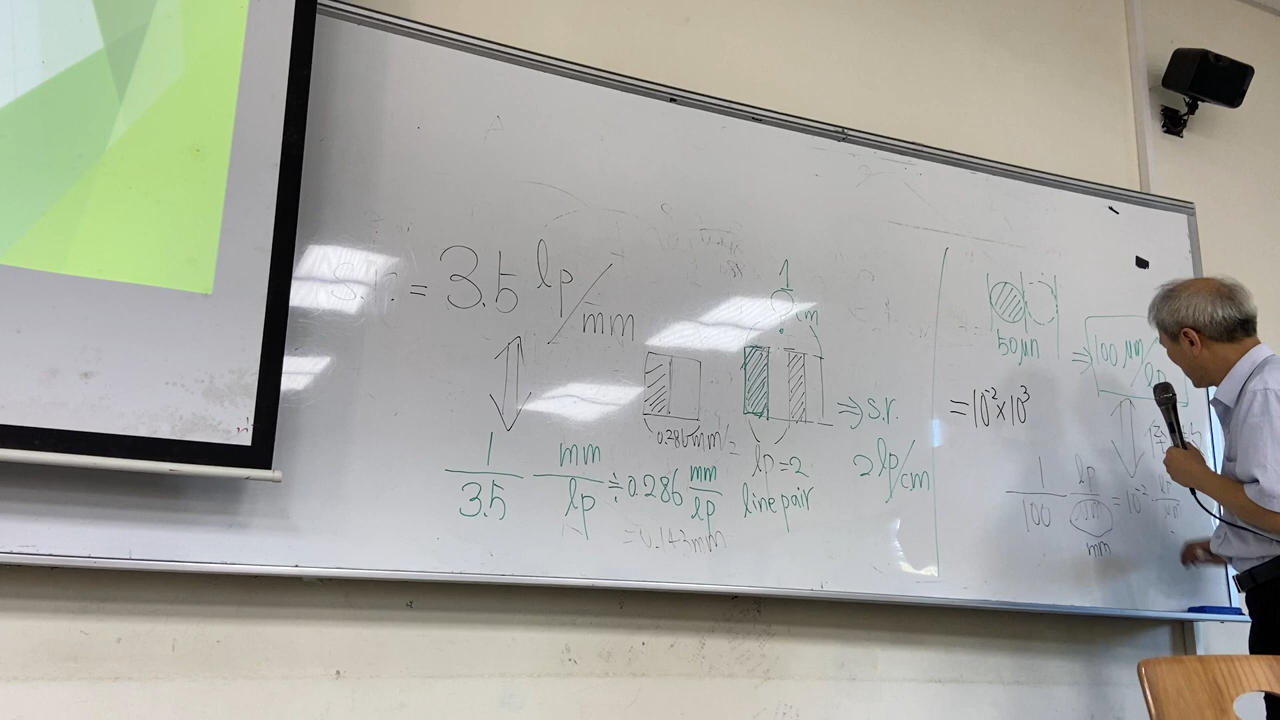 s.r. = 3.5 lp/mm
1/3.5 mm/lp ≑ 0.286 mm/lp
= 0.143mm
0.286mm/2
1 cm
lp = 2
line pair
⇒ s.r.
2 lp/cm
50μm
⇒ 100 μm/lp
= 10⁻² × 10³
1/100 lp/μm = 10⁻² lp/μm
mm